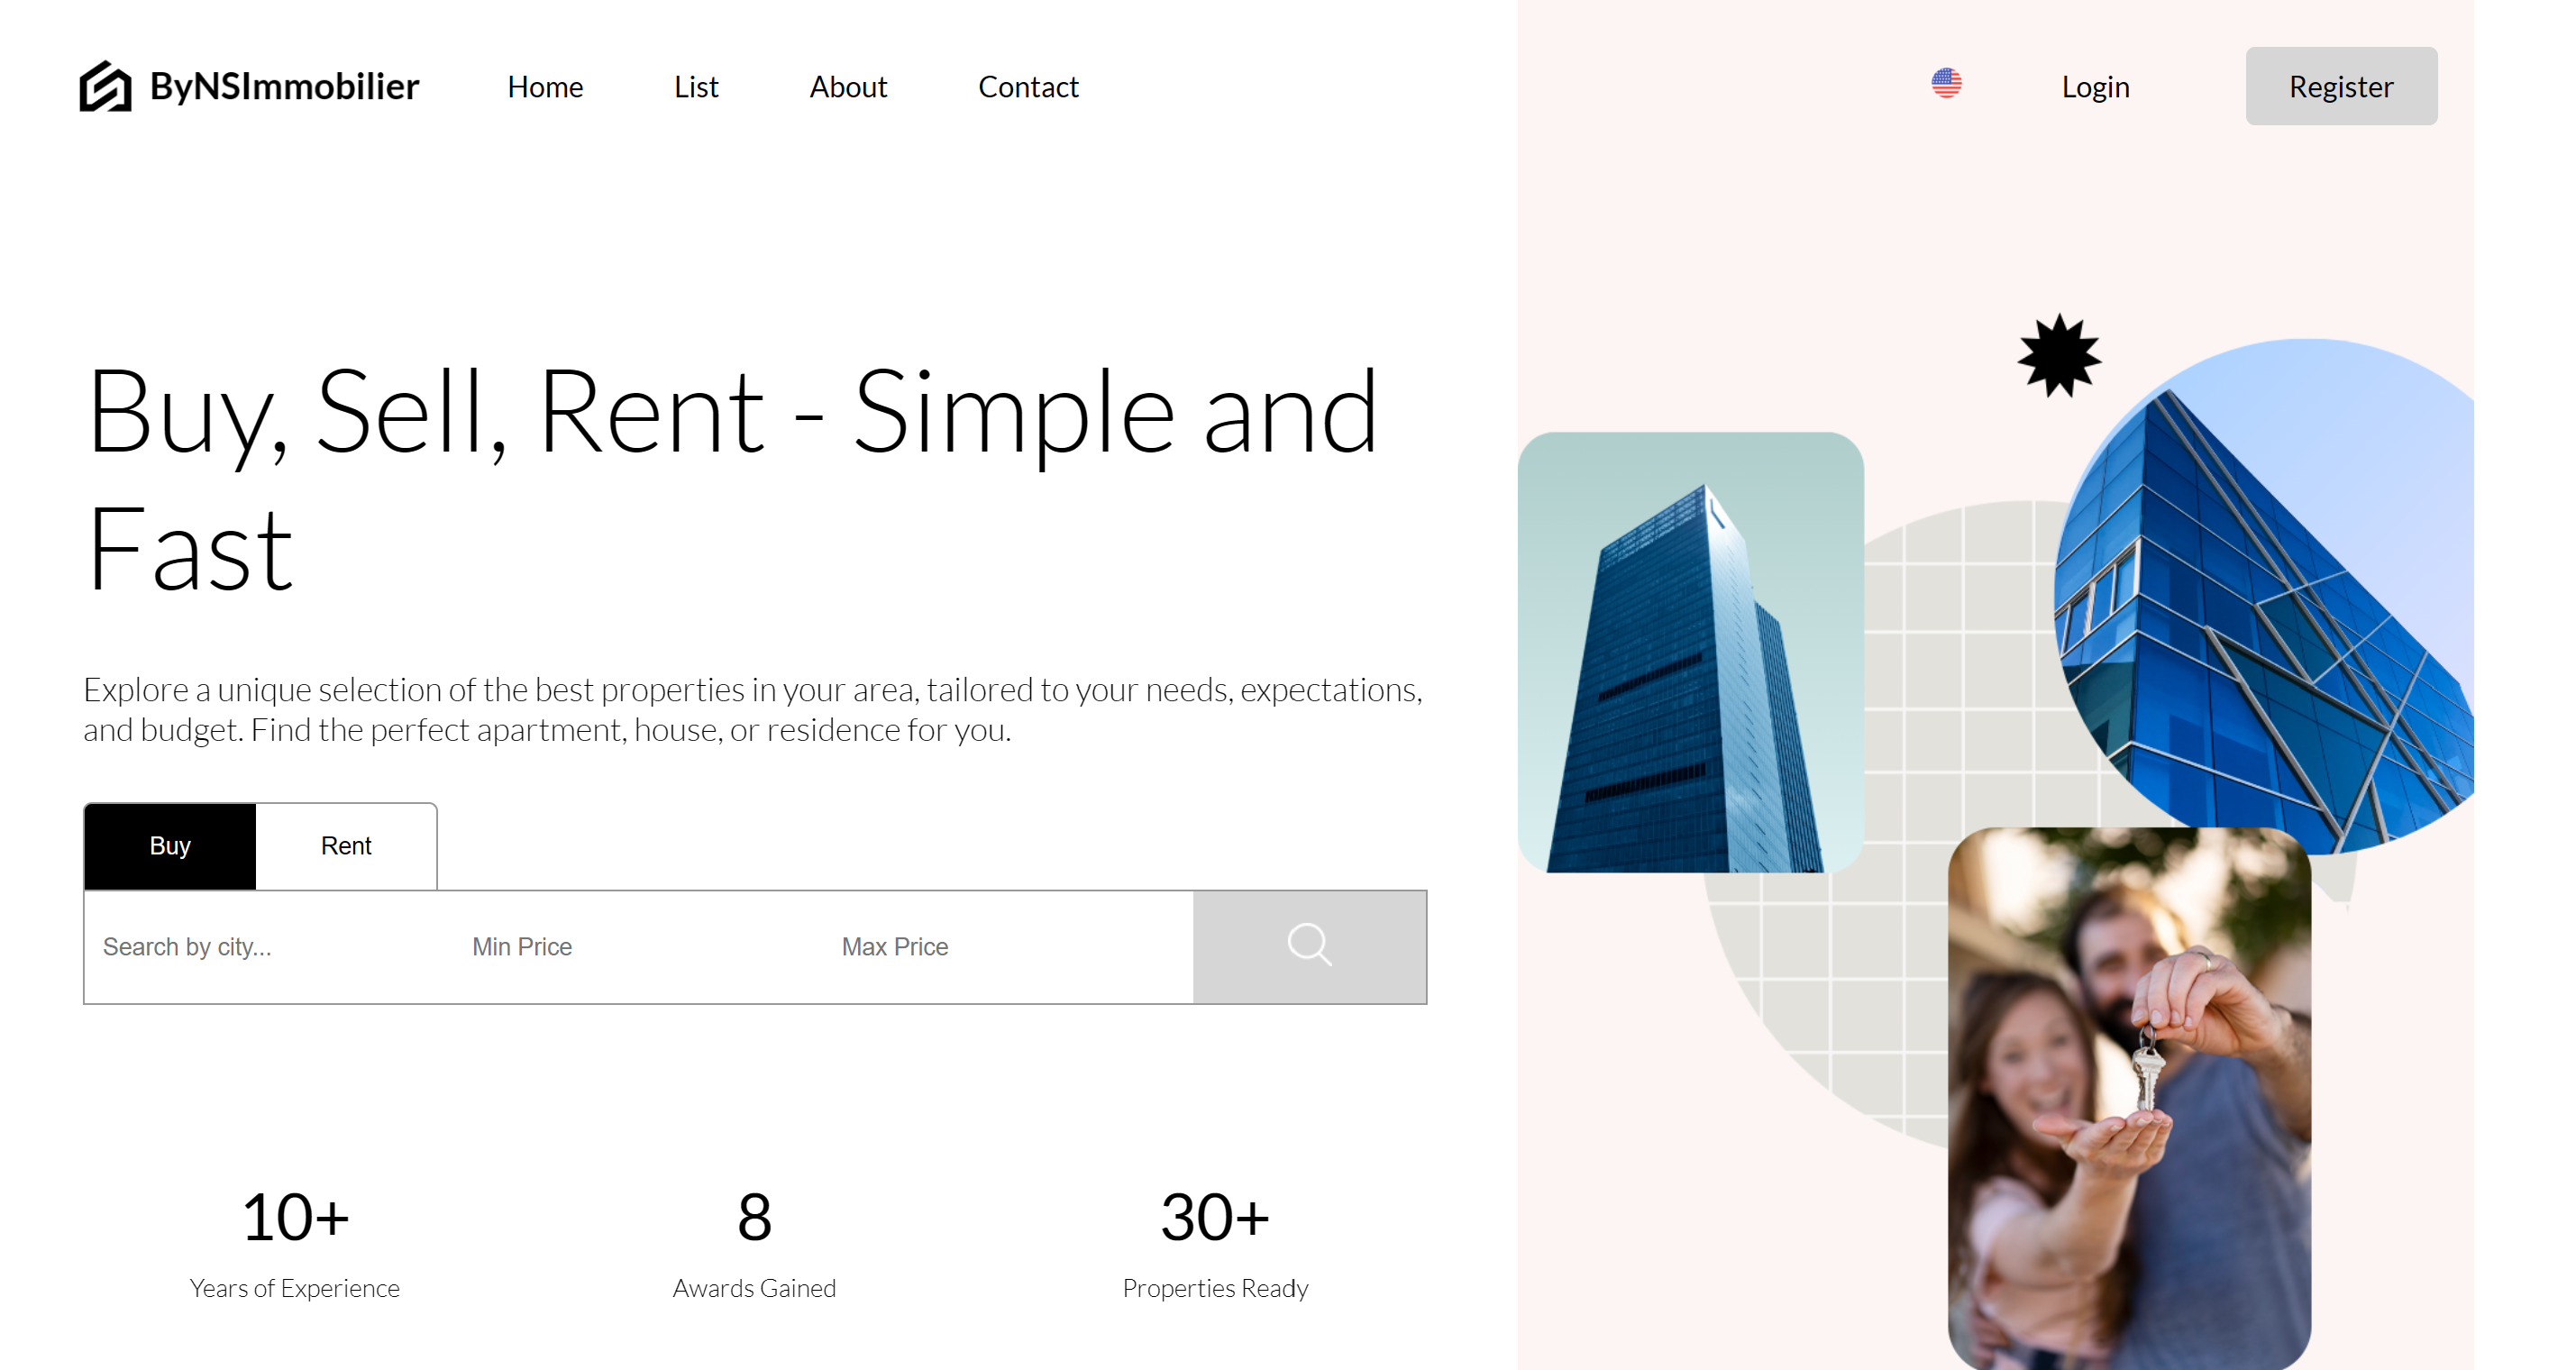 ByNSImmobilier
Home
List
About
Contact
Login
Register
Buy, Sell, Rent - Simple and
Fast
Explore a unique selection of the best properties in your area, tailored to your needs, expectations,
and budget. Find the perfect apartment, house, or residence for you.
Buy
Rent
Search by city...
Min Price
Max Price
10+
Years of Experience
8
Awards Gained
30+
Properties Ready